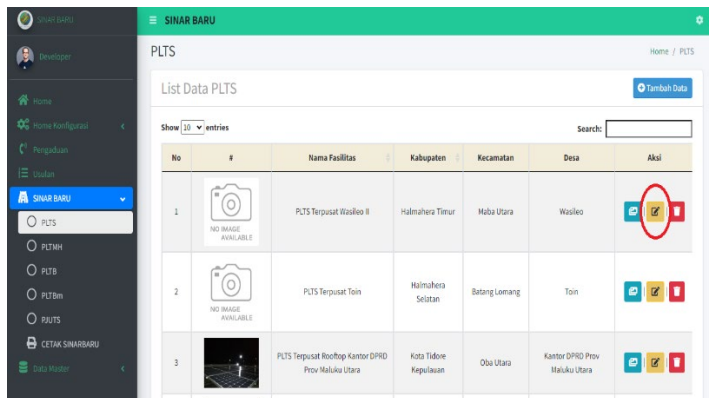 SINAR BARU
SINAR BARU
Developer
PLTS
Home / PLTS
Home
Home Konfigurasi
Pengaduan
Usulan
SINAR BARU
PLTS
PLTMH
PLTB
PLTBm
PJUTS
CETAK SINARBARU
Data Master
List Data PLTS
Tambah Data
Show 10 entries
Search:
No # Nama Fasilitas Kabupaten Kecamatan Desa Aksi
1 NO IMAGE AVAILABLE PLTS Terpusat Wasileo II Halmahera Timur Maba Utara Wasileo
2 NO IMAGE AVAILABLE PLTS Terpusat Toin Halmahera Selatan Batang Lomang Toin
3 PLTS Terpusat Rooftop Kantor DPRD Prov Maluku Utara Kota Tidore Kepulauan Oba Utara Kantor DPRD Prov Maluku Utara